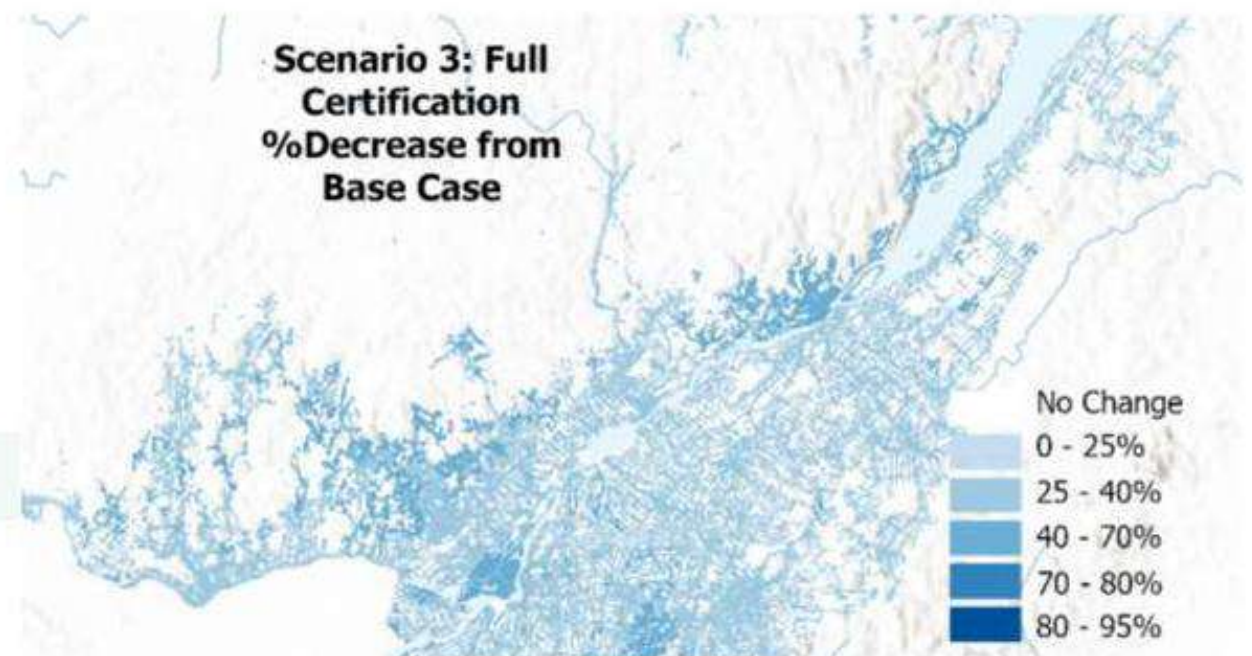 Scenario 3: Full
Certification
%Decrease from
Base Case
No Change
0 - 25%
25 - 40%
40 - 70%
70 - 80%
80 - 95%